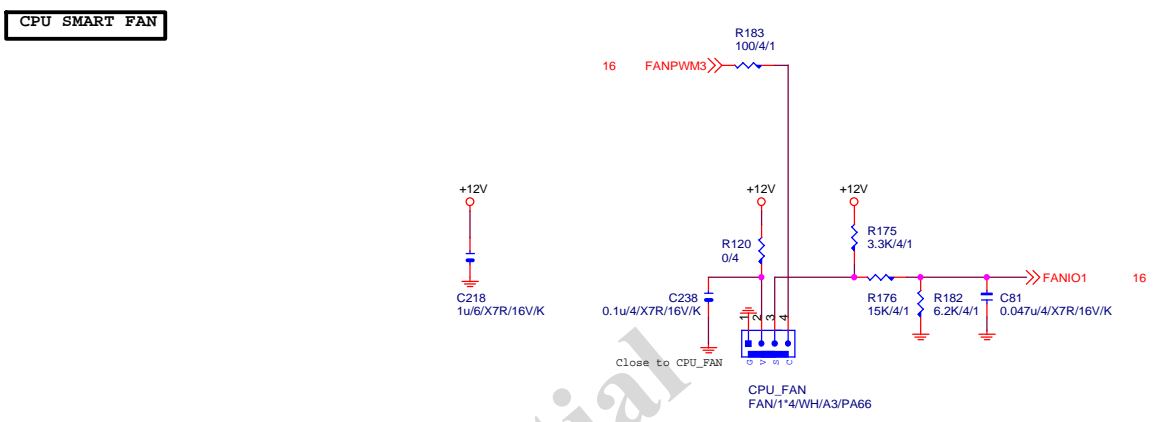 CPU SMART FAN
R183
100/4/1
16 FANPWM3
+12V +12V +12V
R175
3.3K/4/1
R120
0/4
FANIO1 16
C218
1u/6/X7R/16V/K
C238
0.1u/4/X7R/16V/K
R176
15K/4/1
R182
6.2K/4/1
C81
0.047u/4/X7R/16V/K
1 2 3 4
Close to CPU_FAN
G V S C
CPU_FAN
FAN/1*4/WH/A3/PA66
tial